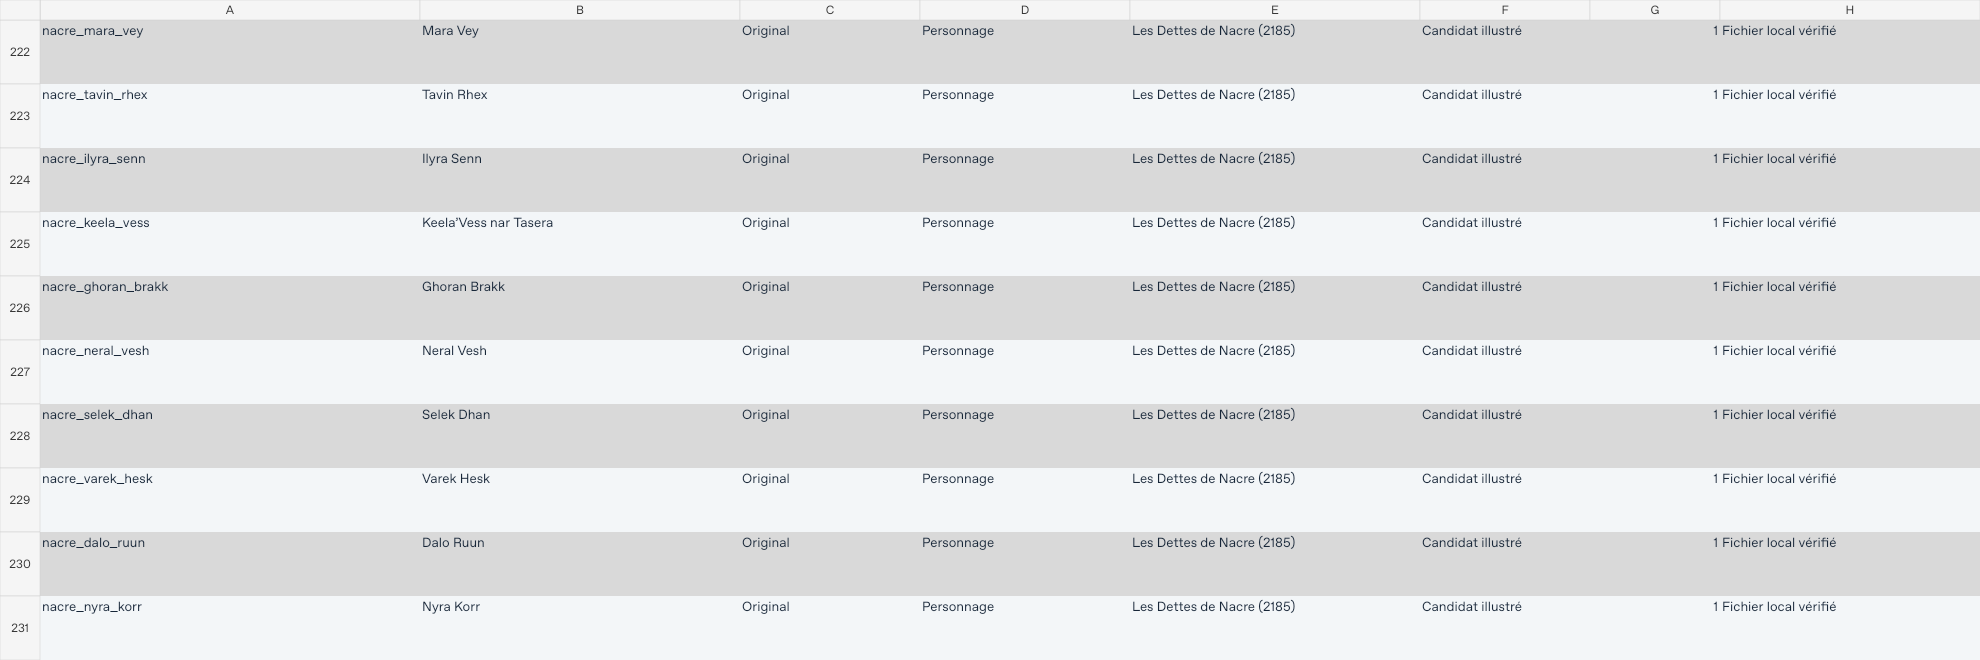 A B C D E F G H
222 nacre_mara_vey Mara Vey Original Personnage Les Dettes de Nacre (2185) Candidat illustré 1 Fichier local vérifié
223 nacre_tavin_rhex Tavin Rhex Original Personnage Les Dettes de Nacre (2185) Candidat illustré 1 Fichier local vérifié
224 nacre_ilyra_senn Ilyra Senn Original Personnage Les Dettes de Nacre (2185) Candidat illustré 1 Fichier local vérifié
225 nacre_keela_vess Keela’Vess nar Tasera Original Personnage Les Dettes de Nacre (2185) Candidat illustré 1 Fichier local vérifié
226 nacre_ghoran_brakk Ghoran Brakk Original Personnage Les Dettes de Nacre (2185) Candidat illustré 1 Fichier local vérifié
227 nacre_neral_vesh Neral Vesh Original Personnage Les Dettes de Nacre (2185) Candidat illustré 1 Fichier local vérifié
228 nacre_selek_dhan Selek Dhan Original Personnage Les Dettes de Nacre (2185) Candidat illustré 1 Fichier local vérifié
229 nacre_varek_hesk Varek Hesk Original Personnage Les Dettes de Nacre (2185) Candidat illustré 1 Fichier local vérifié
230 nacre_dalo_ruun Dalo Ruun Original Personnage Les Dettes de Nacre (2185) Candidat illustré 1 Fichier local vérifié
231 nacre_nyra_korr Nyra Korr Original Personnage Les Dettes de Nacre (2185) Candidat illustré 1 Fichier local vérifié